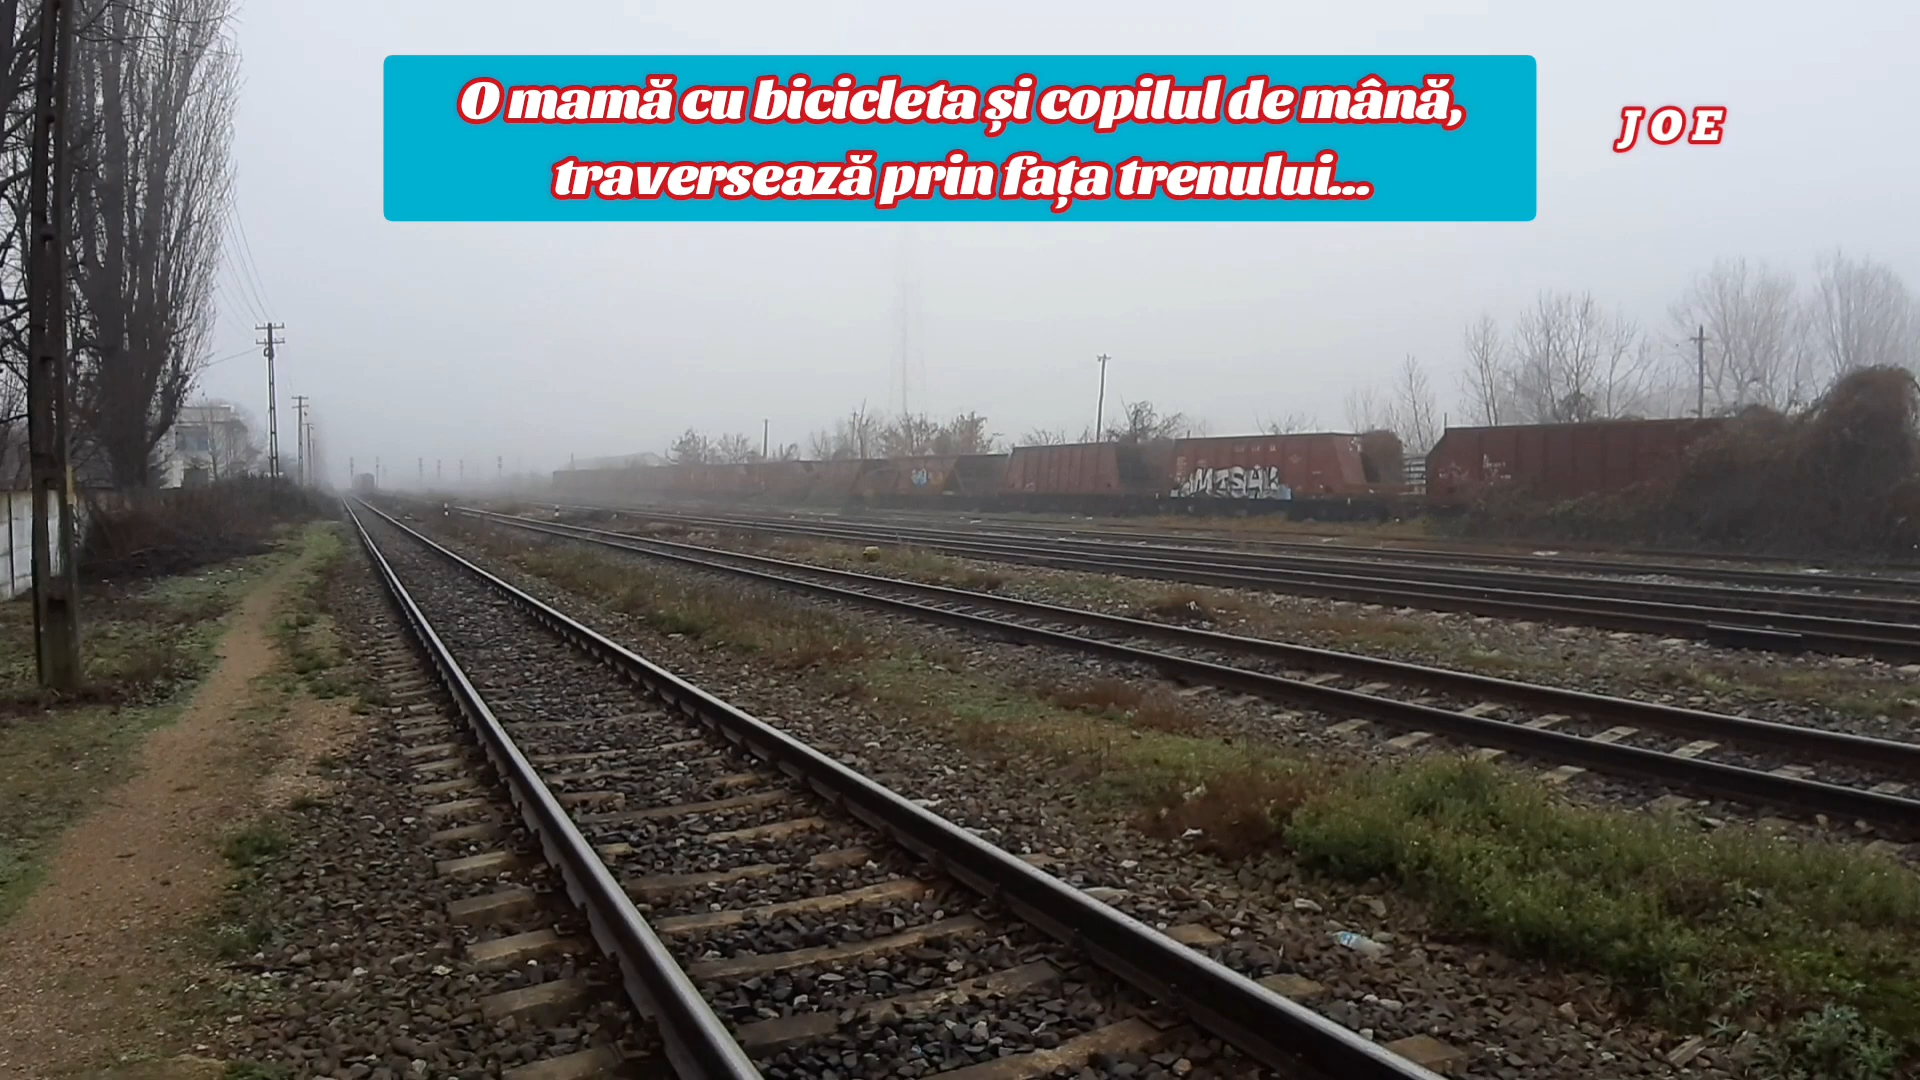 O mamă cu bicicleta și copilul de mână,
traversează prin fața trenului...
JOE